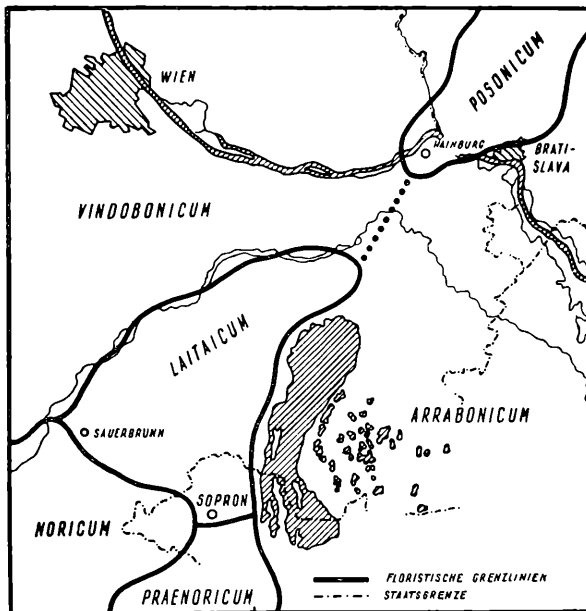 WIEN
POSONICUM
HAINBURG
BRATI-
SLAVA
VINDOBONICUM
LAITAICUM
ARRABONICUM
SAUERBRUNN
SOPRON
NORICUM
PRAENORICUM
FLORISTISCHE GRENZLINIEN
STAATSGRENZE